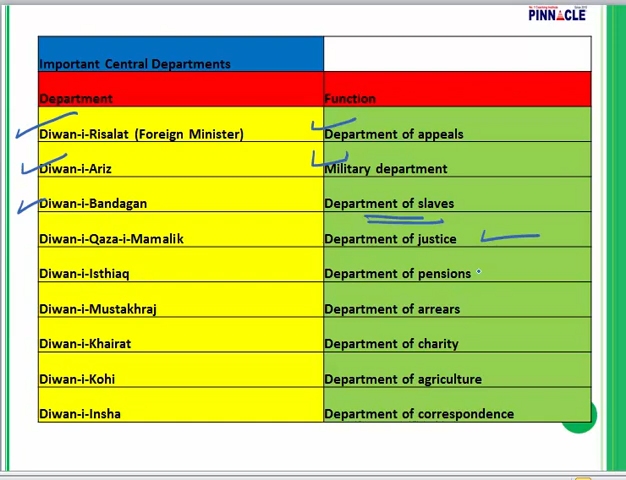 PINNACLE
Important Central Departments
Department Function
Diwan-i-Risalat (Foreign Minister) Department of appeals
Diwan-i-Ariz Military department
Diwan-i-Bandagan Department of slaves
Diwan-i-Qaza-i-Mamalik Department of justice
Diwan-i-Isthiaq Department of pensions
Diwan-i-Mustakhraj Department of arrears
Diwan-i-Khairat Department of charity
Diwan-i-Kohi Department of agriculture
Diwan-i-Insha Department of correspondence